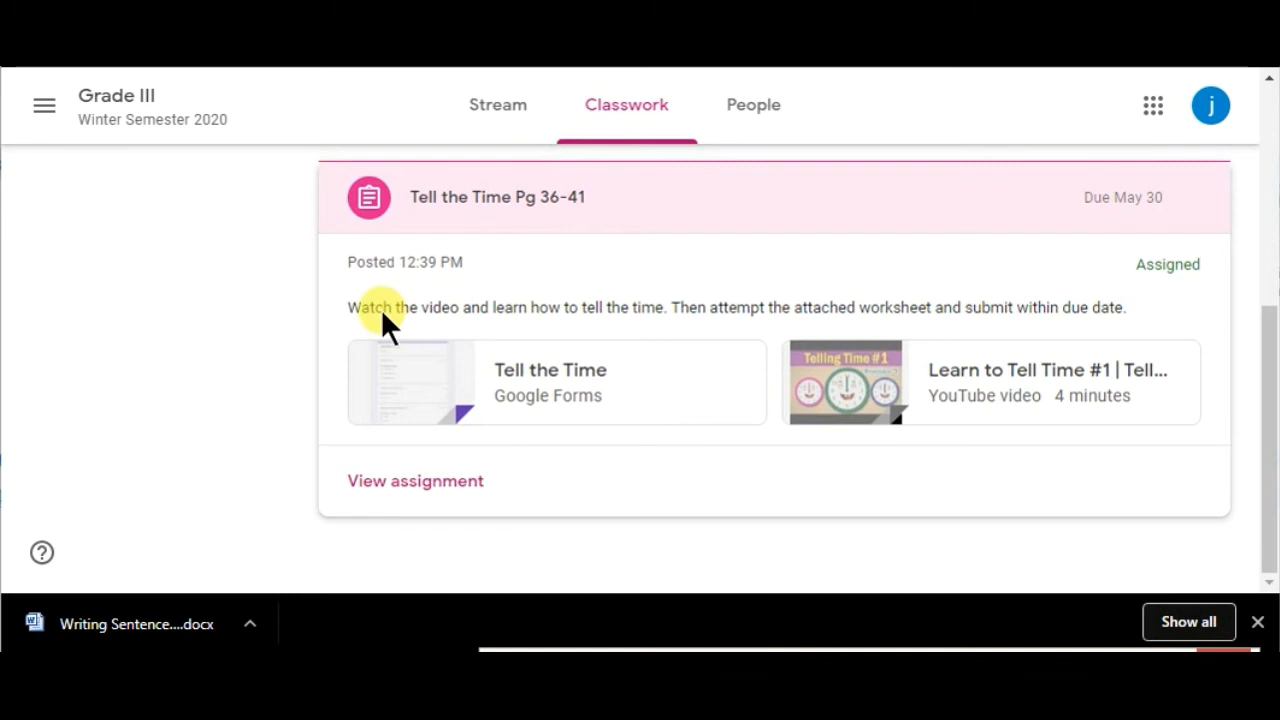 Grade III
Winter Semester 2020
Stream
Classwork
People
j
Tell the Time Pg 36-41
Due May 30
Posted 12:39 PM
Assigned
Watch the video and learn how to tell the time. Then attempt the attached worksheet and submit within due date.
Tell the Time
Google Forms
Telling Time #1
Learn to Tell Time #1 | Tell...
YouTube video 4 minutes
View assignment
Writing Sentence....docx
Show all